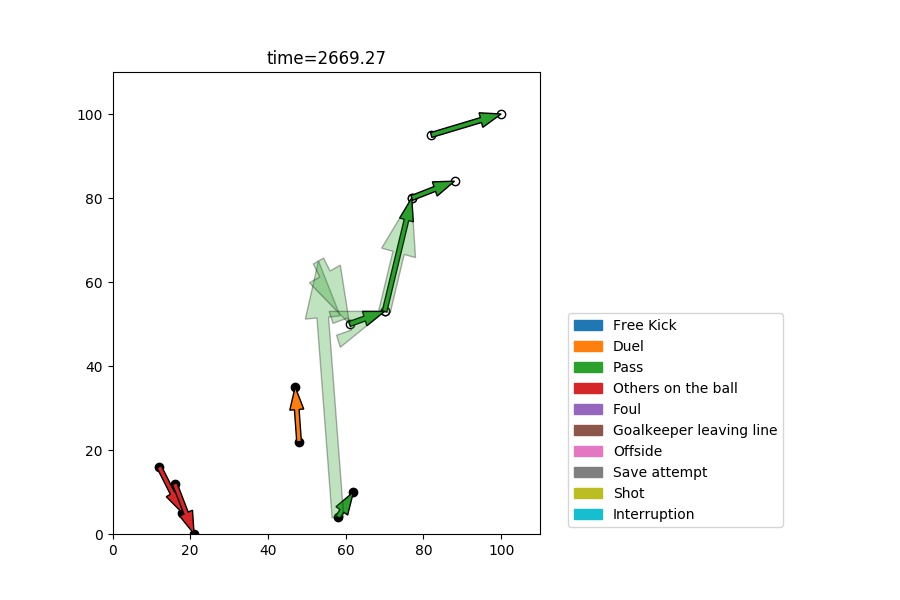 time=2669.27
100
80
60
40
20
0
0 20 40 60 80 100
Free Kick
Duel
Pass
Others on the ball
Foul
Goalkeeper leaving line
Offside
Save attempt
Shot
Interruption